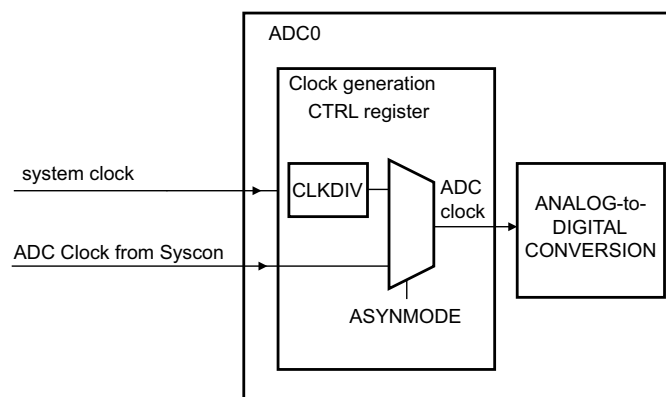 ADC0
Clock generation
CTRL register
system clock
CLKDIV
ADC
clock
ANALOG-to-
DIGITAL
CONVERSION
ADC Clock from Syscon
ASYNMODE